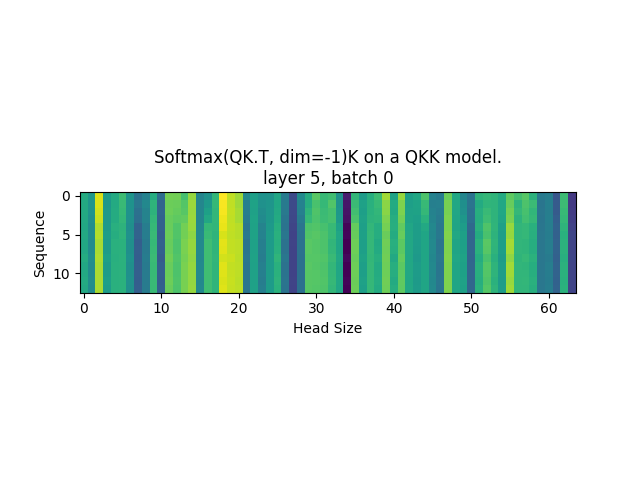 Softmax(QK.T, dim=-1)K on a QKK model.
layer 5, batch 0
0
5
10
Sequence
0 10 20 30 40 50 60
Head Size